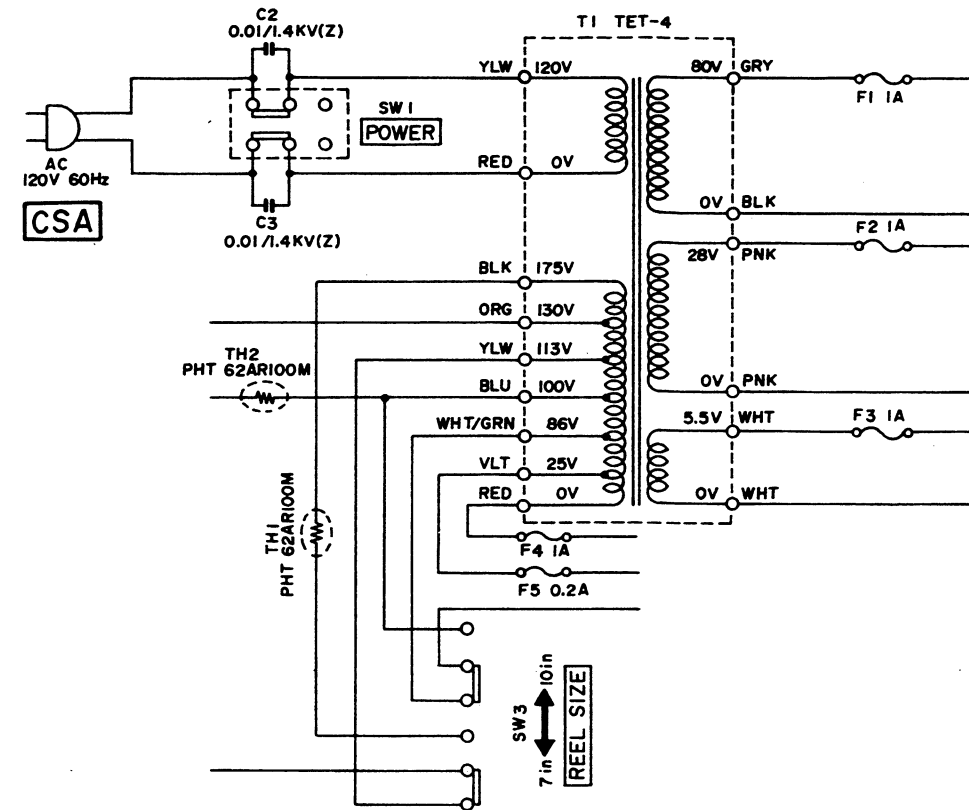 C2
0.01/1.4KV(Z)
T1 TET-4
YLW 120V
80V GRY
F1 1A
SW1
POWER
AC
120V 60Hz
CSA
RED 0V
C3
0.01/1.4KV(Z)
0V BLK
F2 1A
28V PNK
BLK 175V
ORG 130V
YLW 113V
TH2
PHT 62AR100M
BLU 100V
0V PNK
WHT/GRN 86V
5.5V WHT
F3 1A
VLT 25V
RED 0V
0V WHT
TH1
PHT 62AR100M
F4 1A
F5 0.2A
SW3
7in 10in
REEL SIZE